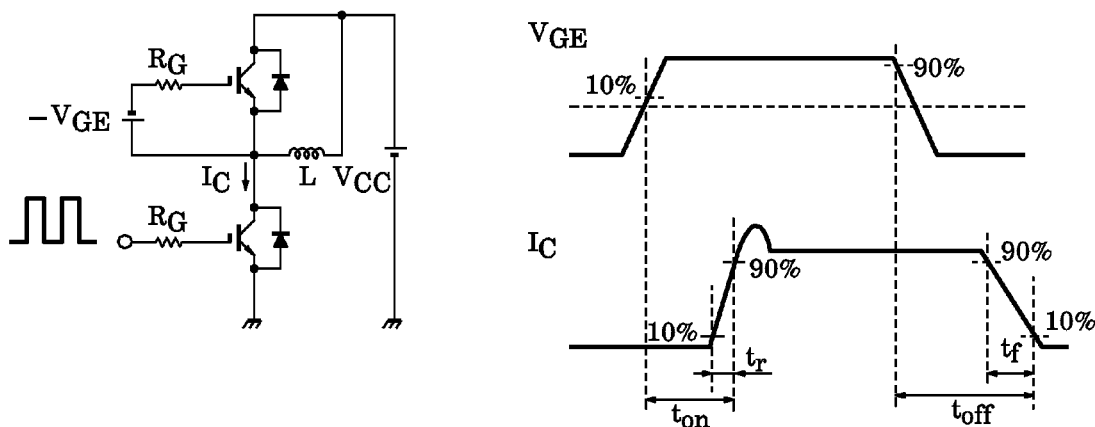 RG
−VGE
IC
L
VCC
RG
VGE
10%
90%
IC
90%
10%
90%
10%
tr
tf
ton
toff